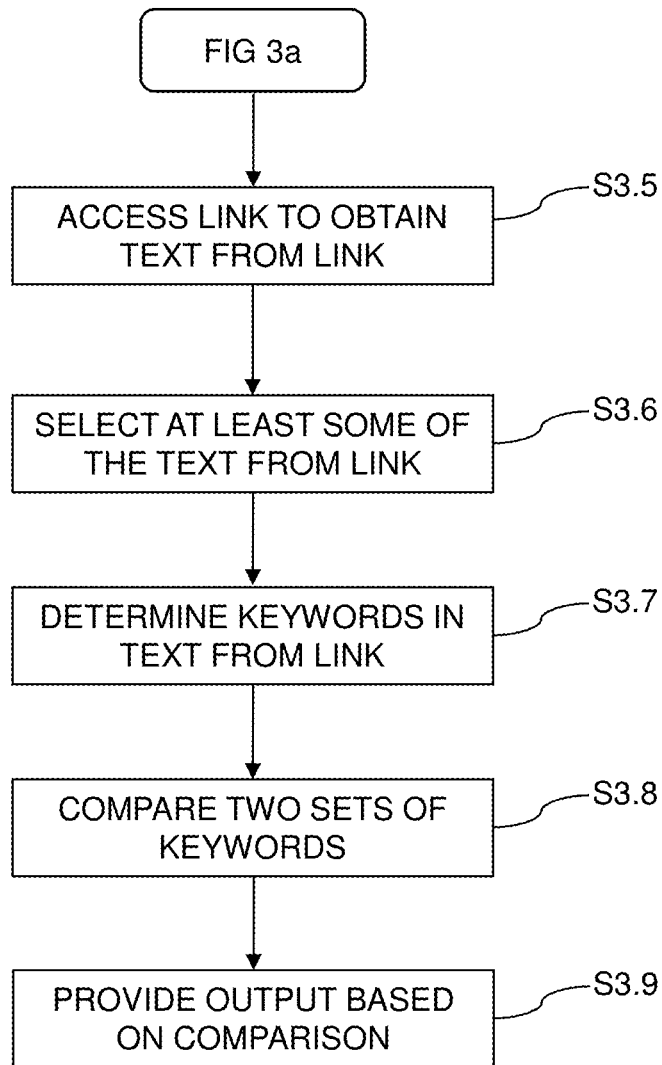 FIG 3a
S3.5
ACCESS LINK TO OBTAIN
TEXT FROM LINK
S3.6
SELECT AT LEAST SOME OF
THE TEXT FROM LINK
S3.7
DETERMINE KEYWORDS IN
TEXT FROM LINK
S3.8
COMPARE TWO SETS OF
KEYWORDS
S3.9
PROVIDE OUTPUT BASED
ON COMPARISON